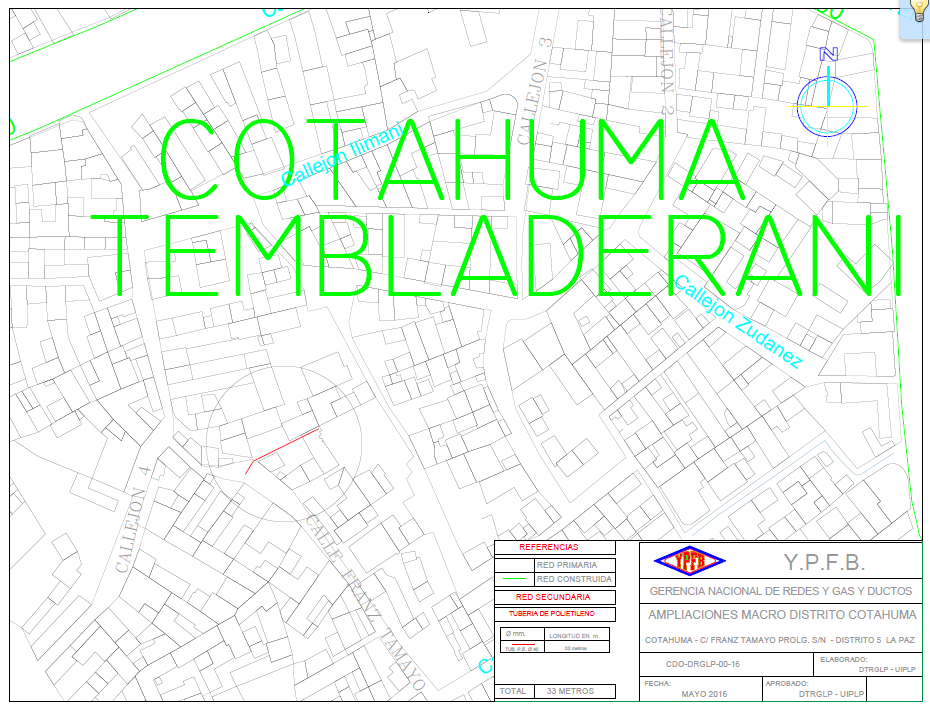 CALLEJON 3
CALLEJON 2
N
COTAHUMA
Callejon Ilimani
TEMBLADERANI
Callejon Zudanez
CALLEJON 4
CALLE FRANZ TAMAYO
REFERENCIAS
RED PRIMARIA
RED CONSTRUIDA
RED SECUNDARIA
TUBERIA DE POLIETILENO
Ø mm. LONGITUD EN m.
TUB. P.E. Ø 40 33 metros
TOTAL 33 METROS
YPFB
Y.P.F.B.
GERENCIA NACIONAL DE REDES Y GAS Y DUCTOS
AMPLIACIONES MACRO DISTRITO COTAHUMA
COTAHUMA - C/ FRANZ TAMAYO PROLG. S/N - DISTRITO 5 LA PAZ
CDO-DRGLP-00-16
ELABORADO:
DTRGLP - UIPLP
FECHA:
MAYO 2016
APROBADO:
DTRGLP - UIPLP